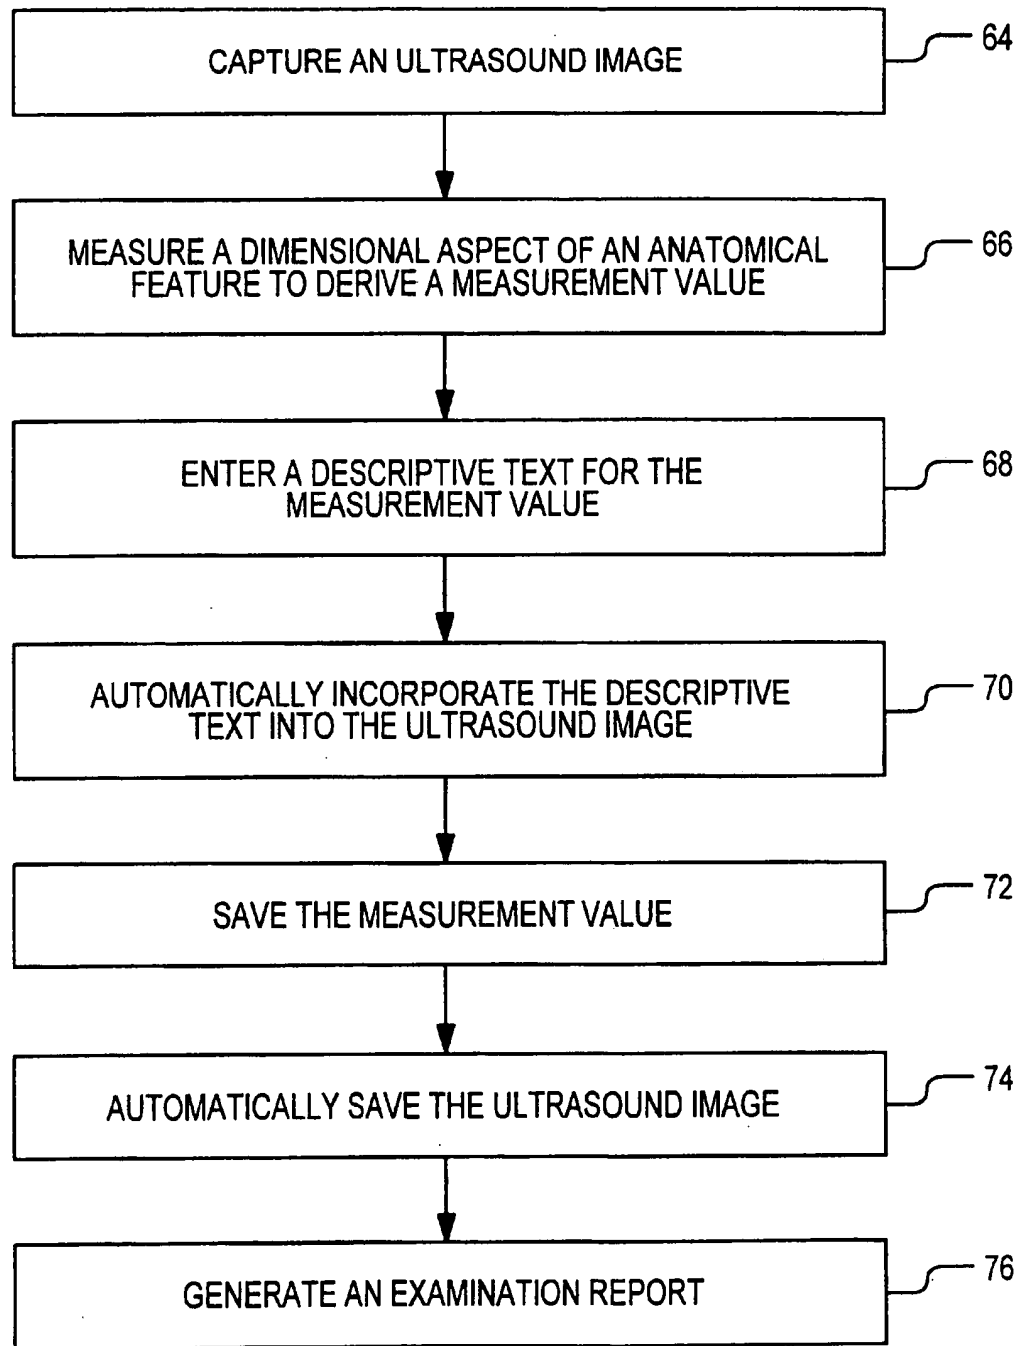 CAPTURE AN ULTRASOUND IMAGE
64
MEASURE A DIMENSIONAL ASPECT OF AN ANATOMICAL
FEATURE TO DERIVE A MEASUREMENT VALUE
66
ENTER A DESCRIPTIVE TEXT FOR THE
MEASUREMENT VALUE
68
AUTOMATICALLY INCORPORATE THE DESCRIPTIVE
TEXT INTO THE ULTRASOUND IMAGE
70
SAVE THE MEASUREMENT VALUE
72
AUTOMATICALLY SAVE THE ULTRASOUND IMAGE
74
GENERATE AN EXAMINATION REPORT
76